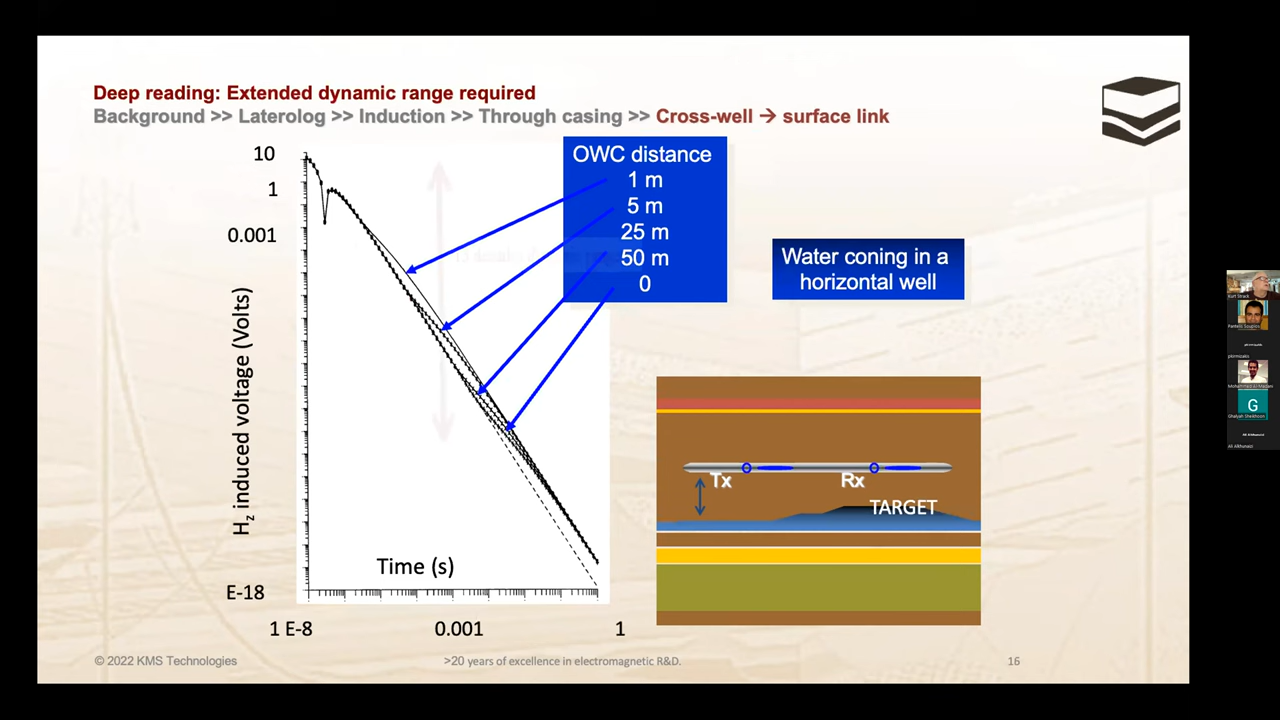 Deep reading: Extended dynamic range required
Background >> Laterolog >> Induction >> Through casing >> Cross-well → surface link
10
1
0.001
E-18
Hz induced voltage (Volts)
Time (s)
1 E-8
0.001
1
OWC distance
1 m
5 m
25 m
50 m
0
Water coning in a
horizontal well
Tx
Rx
TARGET
© 2022 KMS Technologies
>20 years of excellence in electromagnetic R&D.
16
Kurt Strack
G